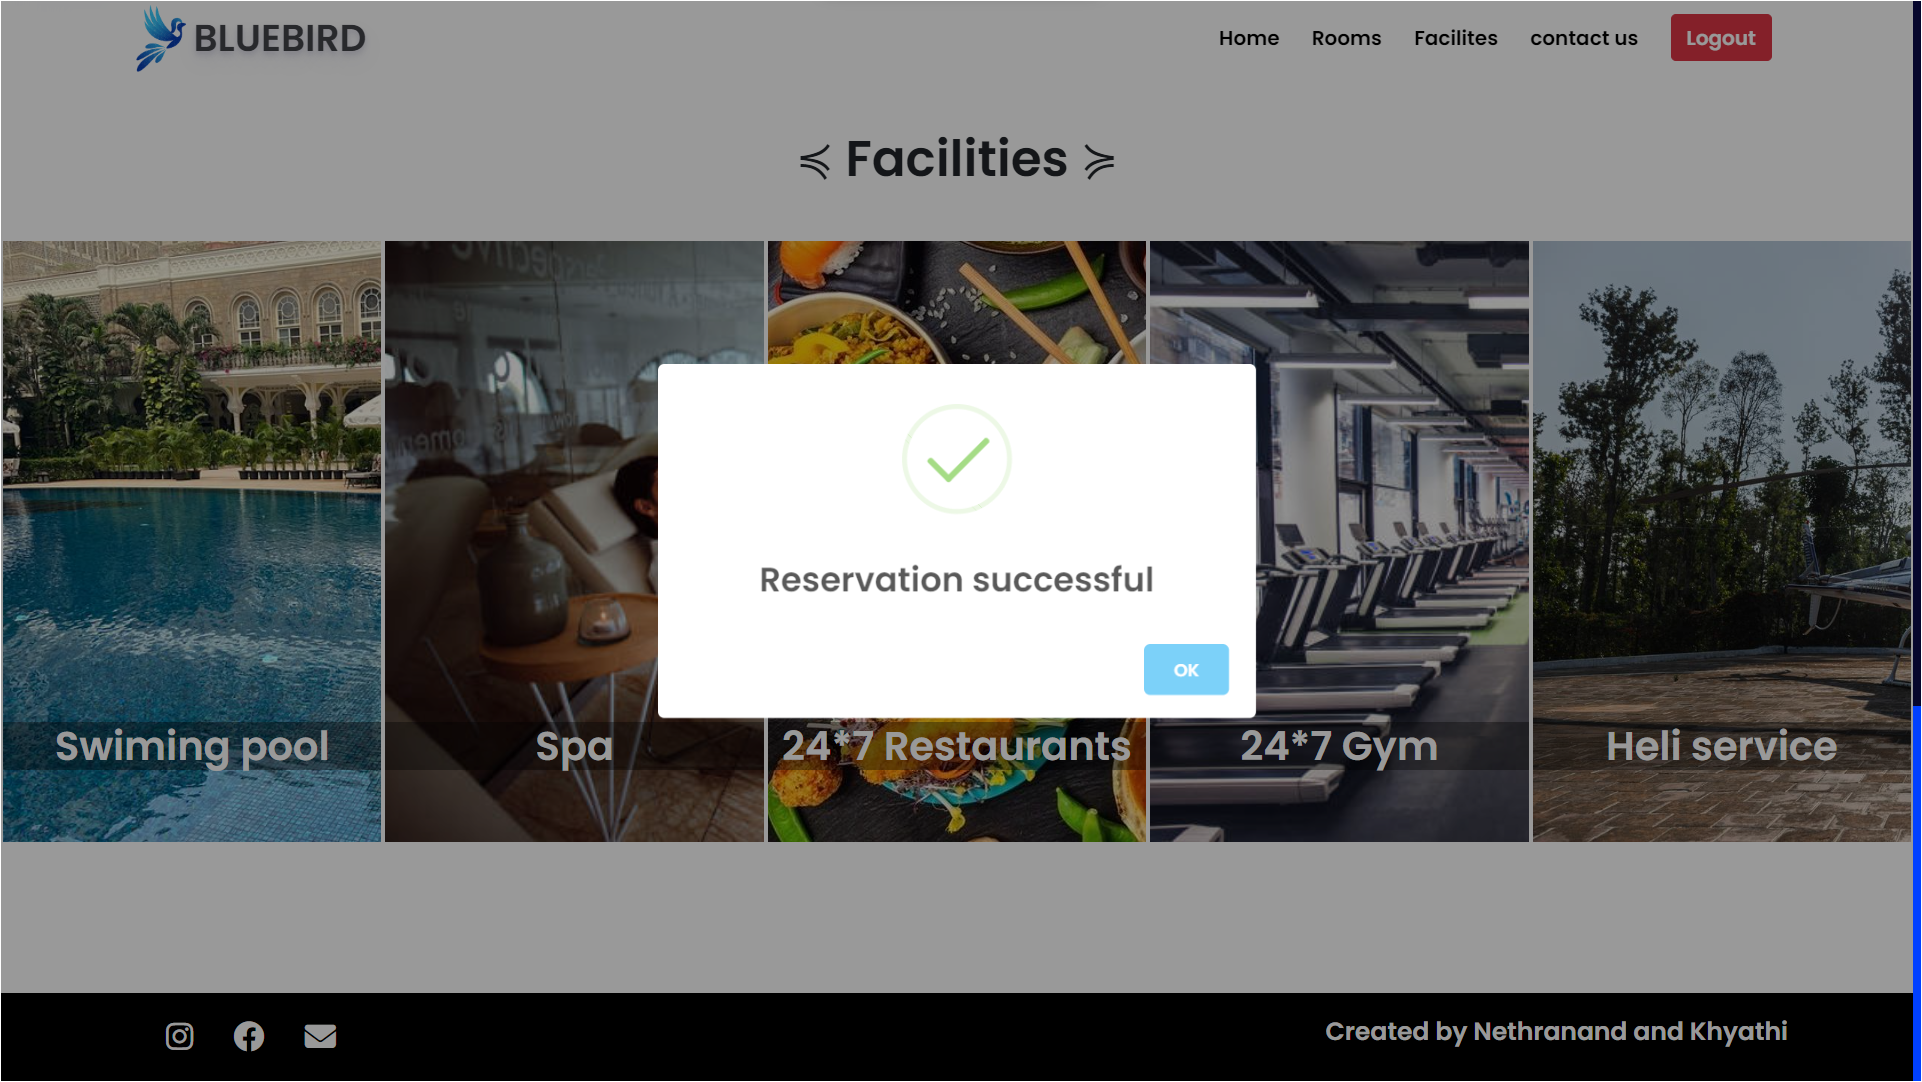 BLUEBIRD
Home Rooms Facilites contact us Logout
≼ Facilities ≽
Reservation successful
OK
Swiming pool
Spa
24*7 Restaurants
24*7 Gym
Heli service
Created by Nethranand and Khyathi